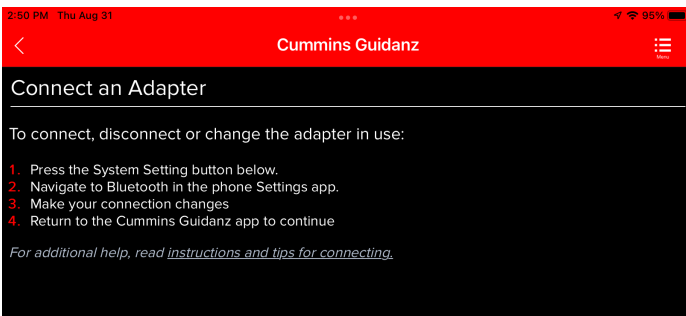 2:50 PM Thu Aug 31
95%
Cummins Guidanz
Menu
Connect an Adapter
To connect, disconnect or change the adapter in use:
1. Press the System Setting button below.
2. Navigate to Bluetooth in the phone Settings app.
3. Make your connection changes
4. Return to the Cummins Guidanz app to continue
For additional help, read instructions and tips for connecting.